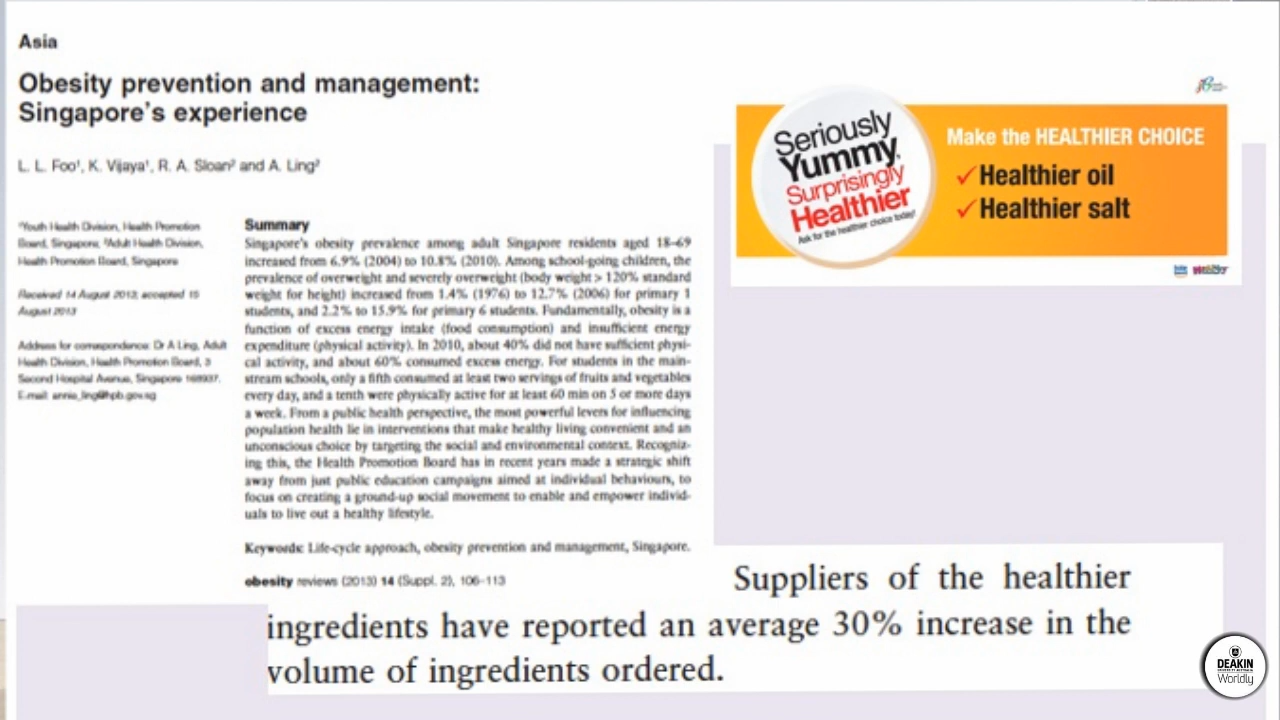 Asia
Obesity prevention and management:
Singapore's experience
L. L. Foo¹, K. Vijaya¹, R. A. Sloan² and A. Ling²
¹Youth Health Division, Health Promotion
Board, Singapore; ²Adult Health Division,
Health Promotion Board, Singapore
Received 14 August 2013; accepted 15
August 2013
Address for correspondence: Dr A Ling, Adult
Health Division, Health Promotion Board, 3
Second Hospital Avenue, Singapore 168937.
E-mail: annie_ling@hpb.gov.sg
Summary
Singapore's obesity prevalence among adult Singapore residents aged 18–69
increased from 6.9% (2004) to 10.8% (2010). Among school-going children, the
prevalence of overweight and severely overweight (body weight > 120% standard
weight for height) increased from 1.4% (1976) to 12.7% (2006) for primary 1
students, and 2.2% to 15.9% for primary 6 students. Fundamentally, obesity is a
function of excess energy intake (food consumption) and insufficient energy
expenditure (physical activity). In 2010, about 40% did not have sufficient physi-
cal activity, and about 60% consumed excess energy. For students in the main-
stream schools, only a fifth consumed at least two servings of fruits and vegetables
every day, and a tenth were physically active for at least 60 min on 5 or more days
a week. From a public health perspective, the most powerful levers for influencing
population health lie in interventions that make healthy living convenient and an
unconscious choice by targeting the social and environmental context. Recogniz-
ing this, the Health Promotion Board has in recent years made a strategic shift
away from just public education campaigns aimed at individual behaviours, to
focus on creating a ground-up social movement to enable and empower individ-
uals to live out a healthy lifestyle.
Keywords: Life-cycle approach, obesity prevention and management, Singapore.
obesity reviews (2013) 14 (Suppl. 2), 106–113
Seriously
Yummy,
Surprisingly
Healthier
Ask for the healthier choice today!
Make the HEALTHIER CHOICE
✓Healthier oil
✓Healthier salt
Suppliers of the healthier
ingredients have reported an average 30% increase in the
volume of ingredients ordered.
DEAKIN
Worldly